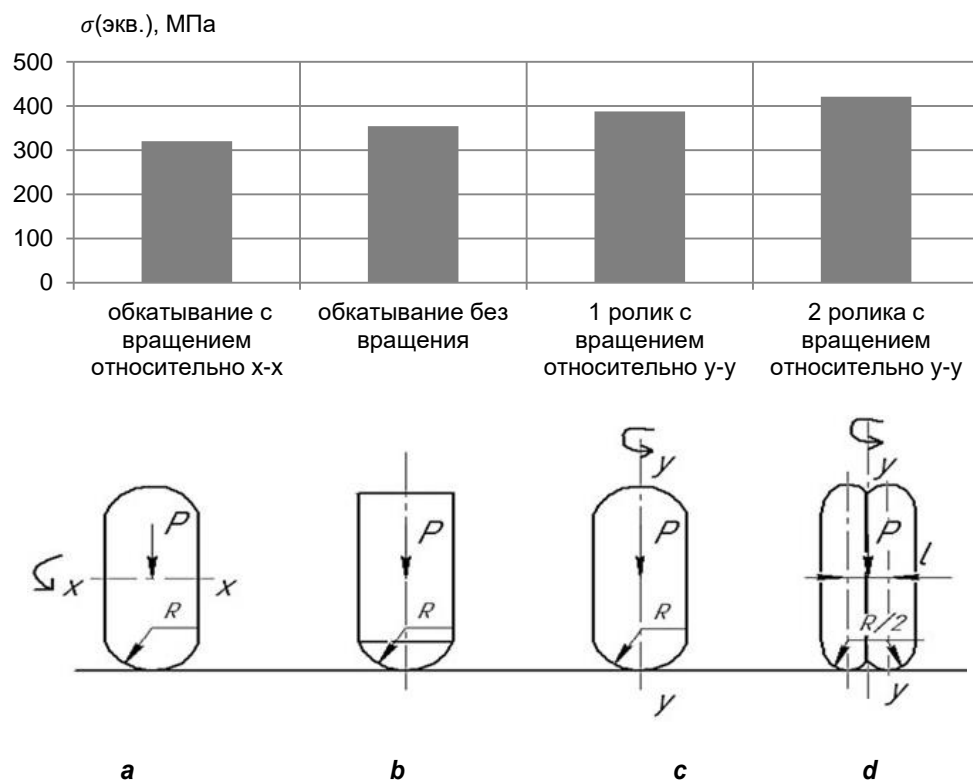 σ(экв.), МПа
500
400
300
200
100
0
обкатывание с
вращением
относительно х-х
обкатывание без
вращения
1 ролик с
вращением
относительно у-у
2 ролика с
вращением
относительно у-у
P
x x
R
P
R
y
P
R
y
y
P
l
R/2
y
a b c d